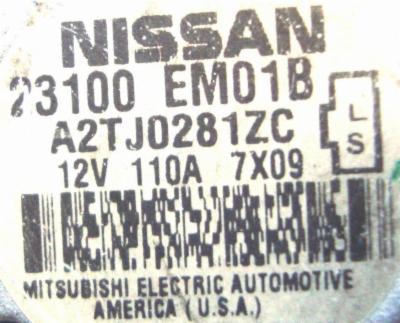 NISSAN
23100 EM01B
A2TJ0281ZC
L
S
12V 110A 7X09
MITSUBISHI ELECTRIC AUTOMOTIVE
AMERICA (U.S.A.)